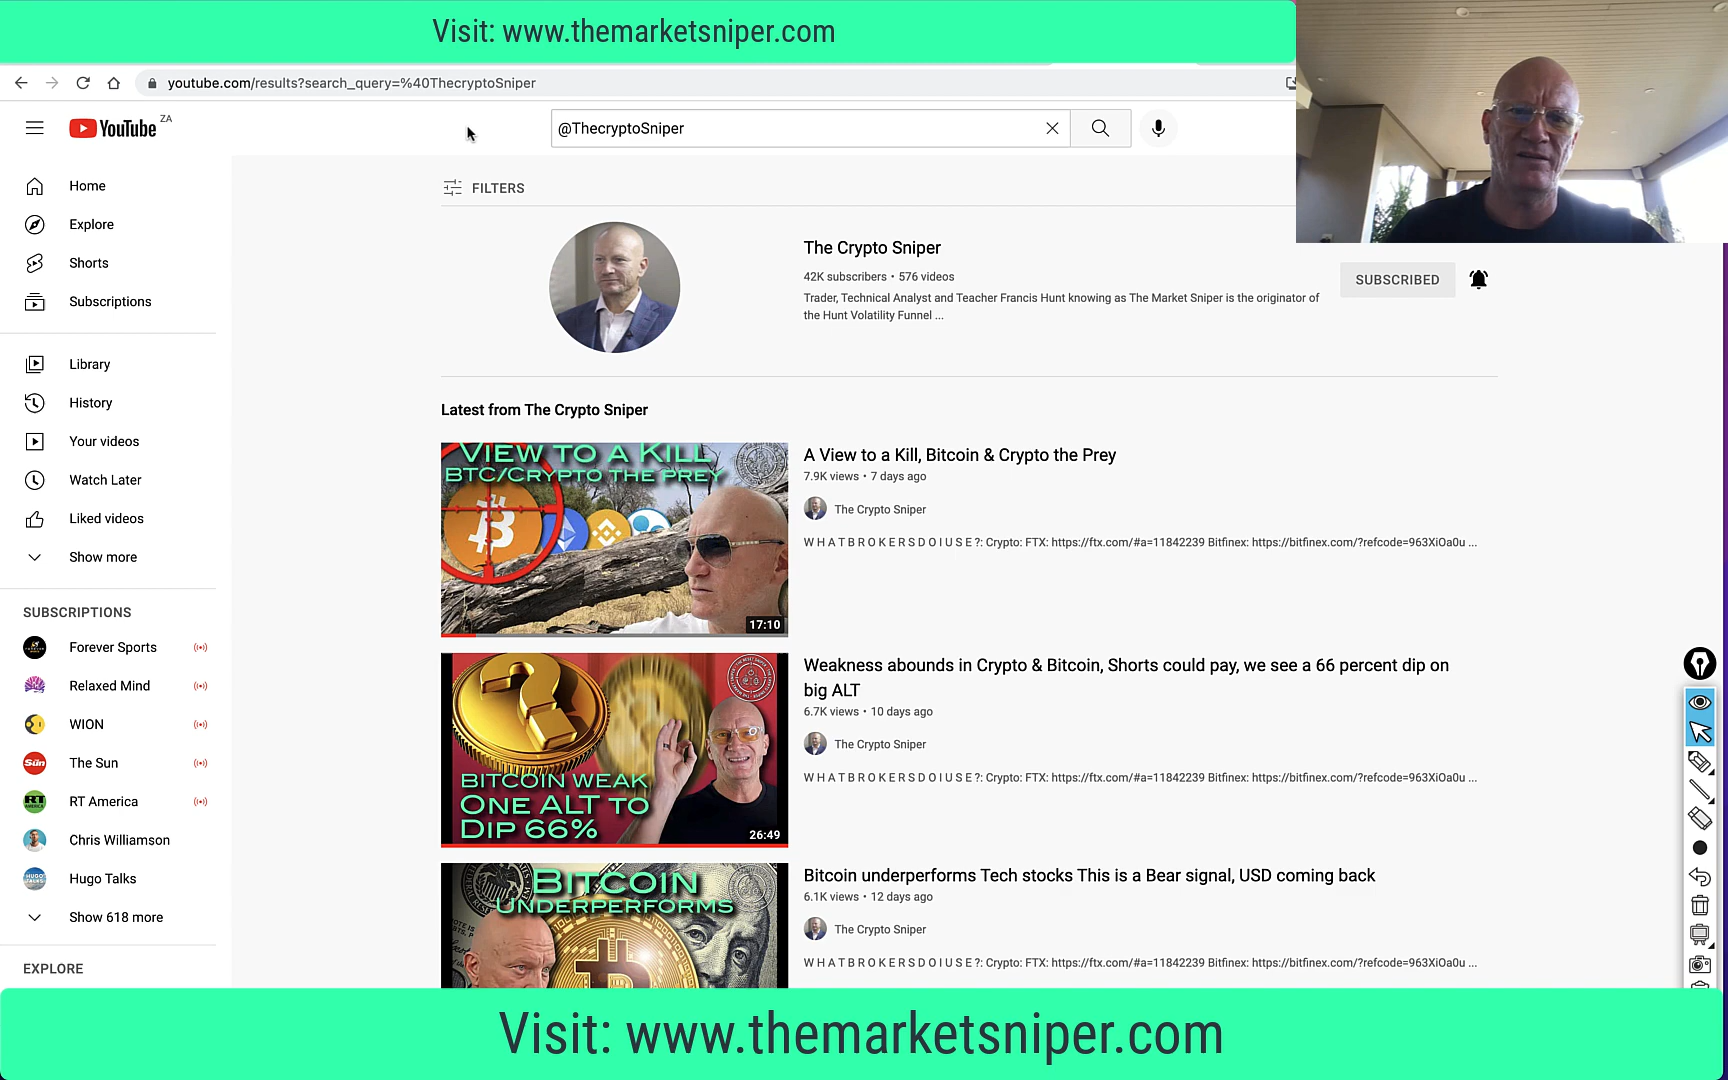 Visit: www.themarketsniper.com
youtube.com/results?search_query=%40ThecryptoSniper
YouTube ZA
@ThecryptoSniper
Home
Explore
Shorts
Subscriptions
Library
History
Your videos
Watch Later
Liked videos
Show more
SUBSCRIPTIONS
Forever Sports
Relaxed Mind
WION
The Sun
RT America
Chris Williamson
Hugo Talks
Show 618 more
EXPLORE
FILTERS
The Crypto Sniper
42K subscribers • 576 videos
Trader, Technical Analyst and Teacher Francis Hunt knowing as The Market Sniper is the originator of
the Hunt Volatility Funnel ...
SUBSCRIBED
Latest from The Crypto Sniper
VIEW TO A KILL
BTC/CRYPTO THE PREY
17:10
A View to a Kill, Bitcoin & Crypto the Prey
7.9K views • 7 days ago
The Crypto Sniper
W H A T B R O K E R S D O I U S E ?: Crypto: FTX: https://ftx.com/#a=11842239 Bitfinex: https://bitfinex.com/?refcode=963XiOa0u ...
BITCOIN WEAK
ONE ALT TO
DIP 66%
26:49
Weakness abounds in Crypto & Bitcoin, Shorts could pay, we see a 66 percent dip on
big ALT
6.7K views • 10 days ago
The Crypto Sniper
W H A T B R O K E R S D O I U S E ?: Crypto: FTX: https://ftx.com/#a=11842239 Bitfinex: https://bitfinex.com/?refcode=963XiOa0u ...
BITCOIN
UNDERPERFORMS
Bitcoin underperforms Tech stocks This is a Bear signal, USD coming back
6.1K views • 12 days ago
The Crypto Sniper
W H A T B R O K E R S D O I U S E ?: Crypto: FTX: https://ftx.com/#a=11842239 Bitfinex: https://bitfinex.com/?refcode=963XiOa0u ...
Visit: www.themarketsniper.com